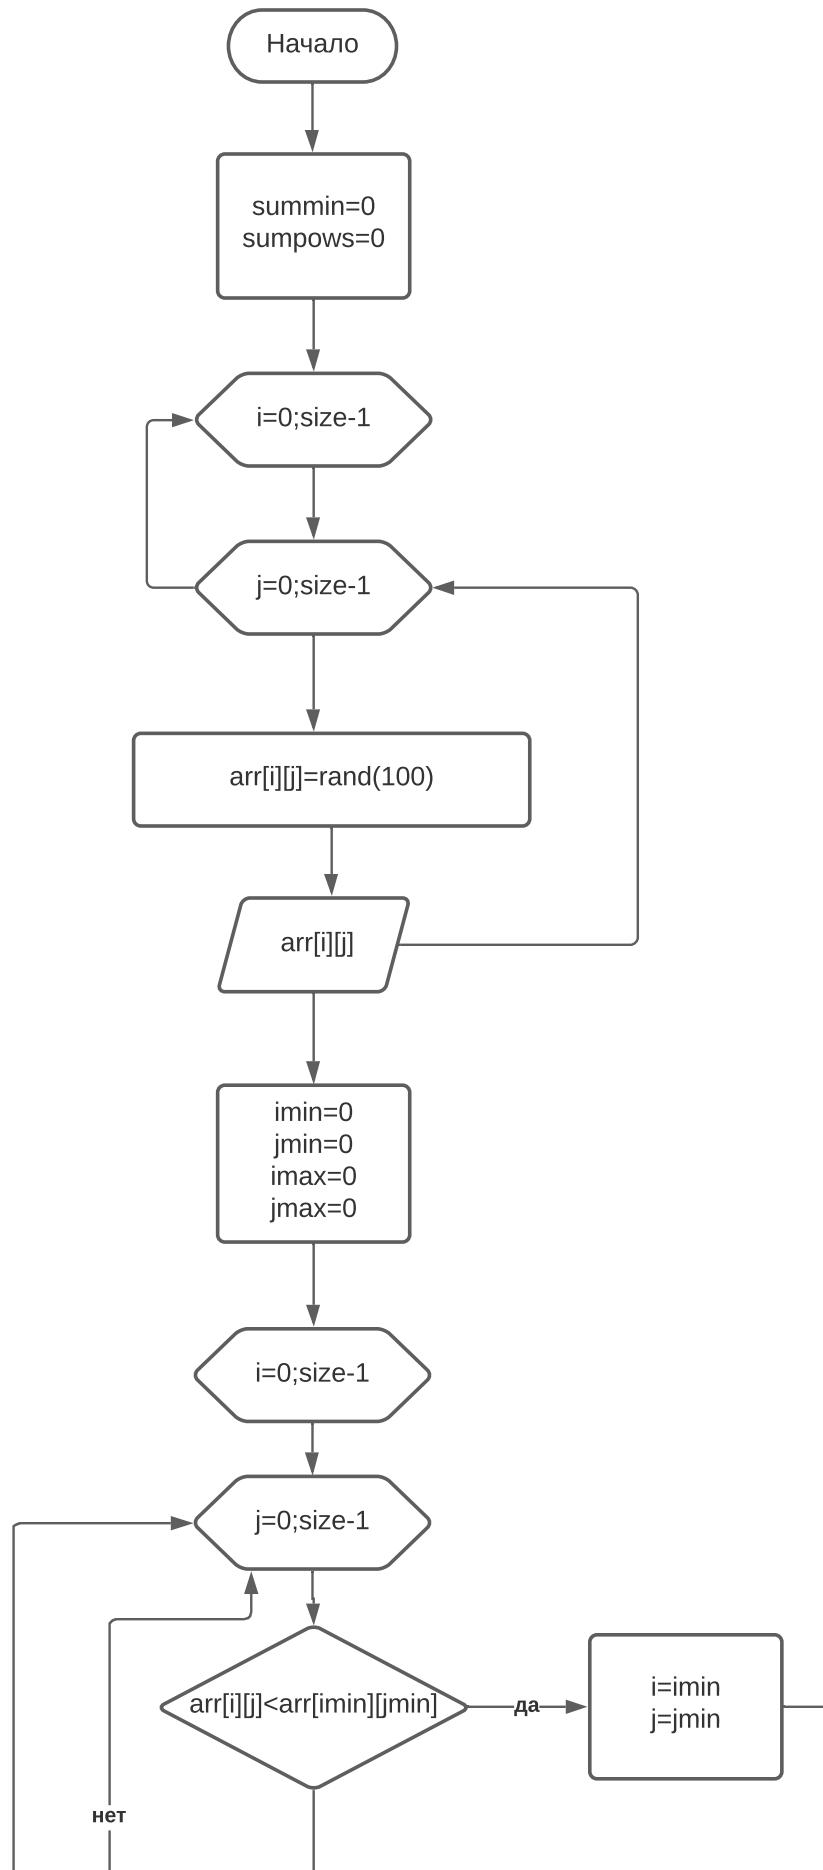 Начало
summin=0
sumpows=0
i=0;size-1
j=0;size-1
arr[i][j]=rand(100)
arr[i][j]
imin=0
jmin=0
imax=0
jmax=0
i=0;size-1
j=0;size-1
arr[i][j]<arr[imin][jmin]
да
i=imin
j=jmin
нет